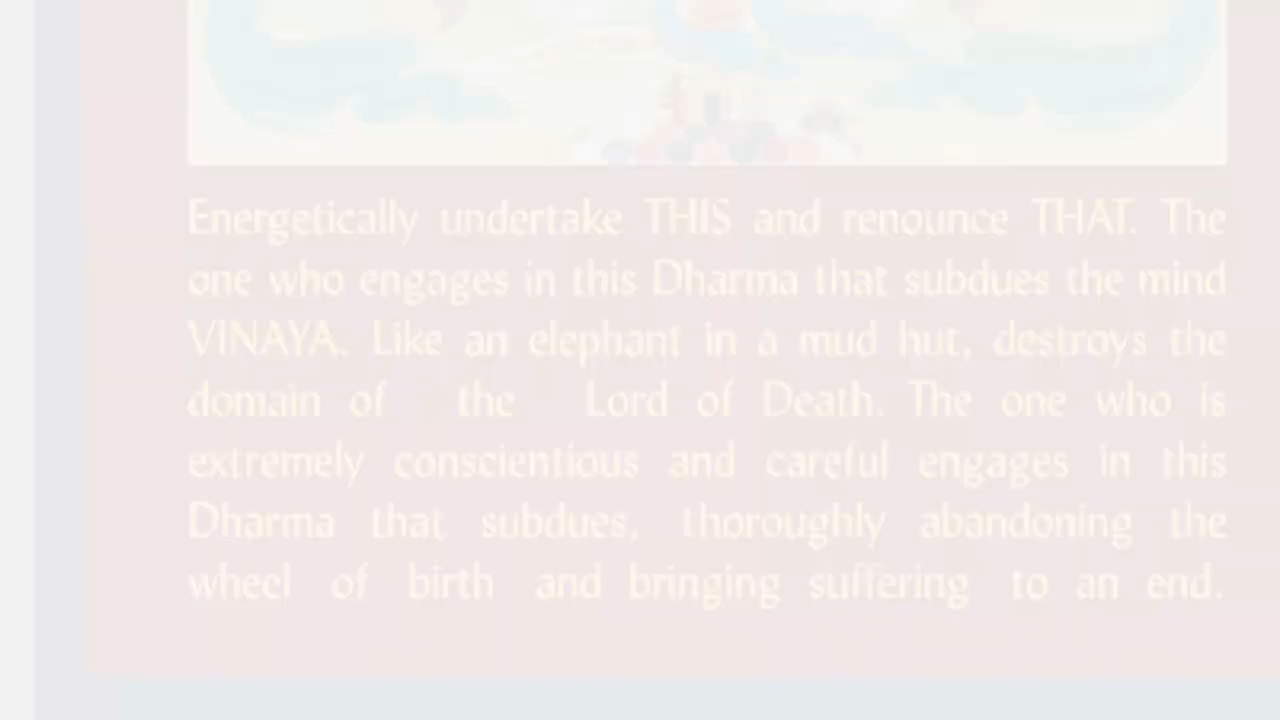 Energetically undertake THIS and renounce THAT. The
one who engages in this Dharma that subdues the mind
VINAYA. Like an elephant in a mud hut, destroys the
domain of the Lord of Death. The one who is
extremely conscientious and careful engages in this
Dharma that subdues, thoroughly abandoning the
wheel of birth and bringing suffering to an end.